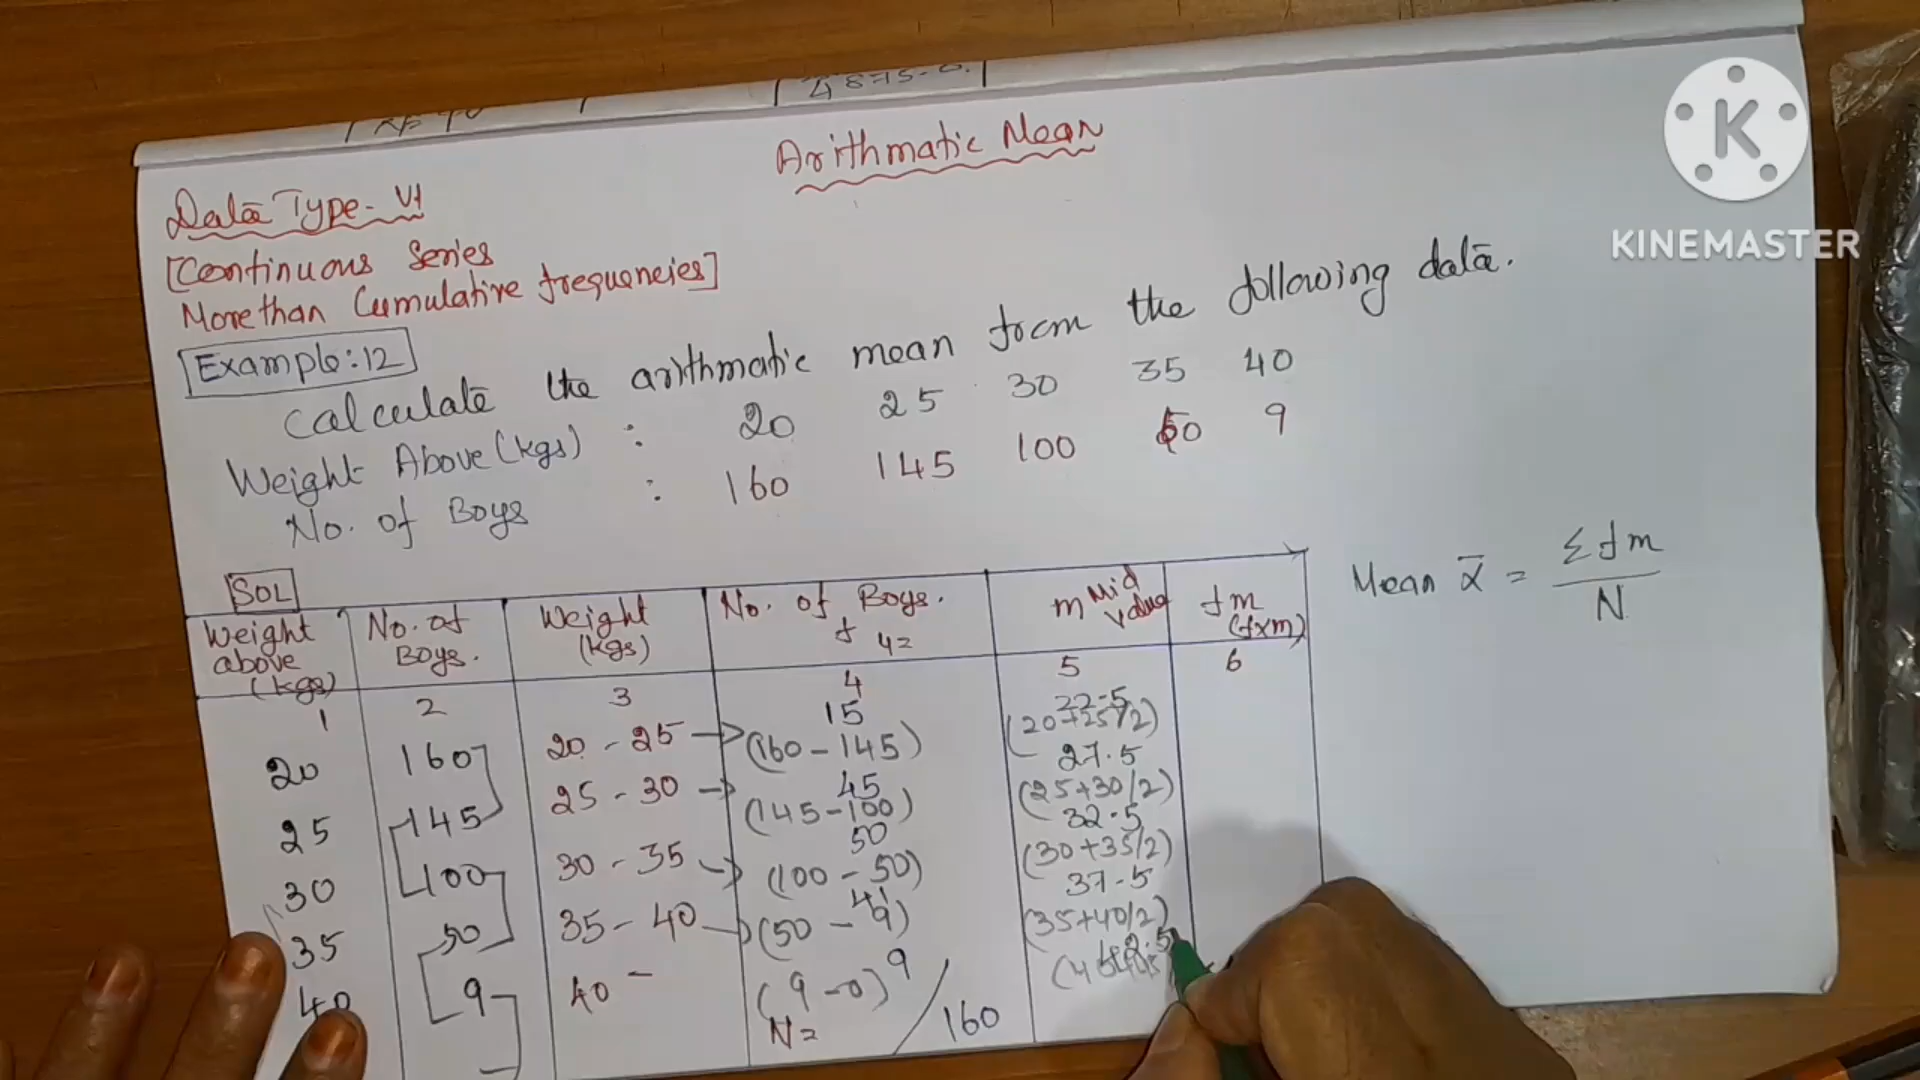 4875-0.
Arithmatic Mean
K
KINEMASTER
Data Type- VI
[Continuous Series
More than Cumulative frequencies]
Example:12
Calculate the arithmatic mean form the following data.
Weight Above (kgs) : 20 25 30 35 40
No. of Boys : 160 145 100 50 9
SOL
Mean x̄ = Σfm / N
Weight above (kgs) No. of Boys. Weight (kgs) No. of Boys. f m Mid value fm (f×m)
1 2 3 4 5 6
20 160 20 - 25 15 (160 - 145) 22.5 (20+25/2)
25 145 25 - 30 45 (145-100) 27.5 (25+30/2)
30 100 30 - 35 50 (100 - 50) 32.5 (30+35/2)
35 50 35 - 40 41 (50 - 9) 37.5 (35+40/2)
40 9 40 - (9-0) 9 42.5
N= 160